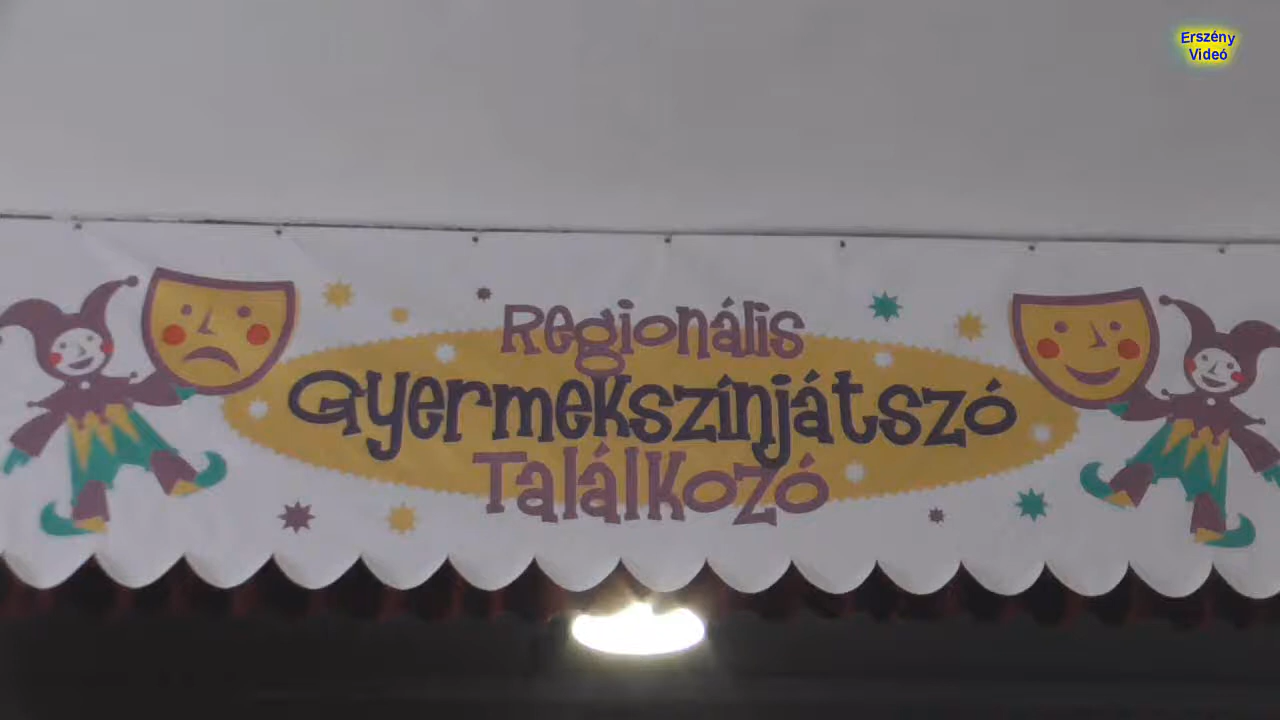 Erszény
Videó
Regionális
Gyermekszínjátszó
Találkozó